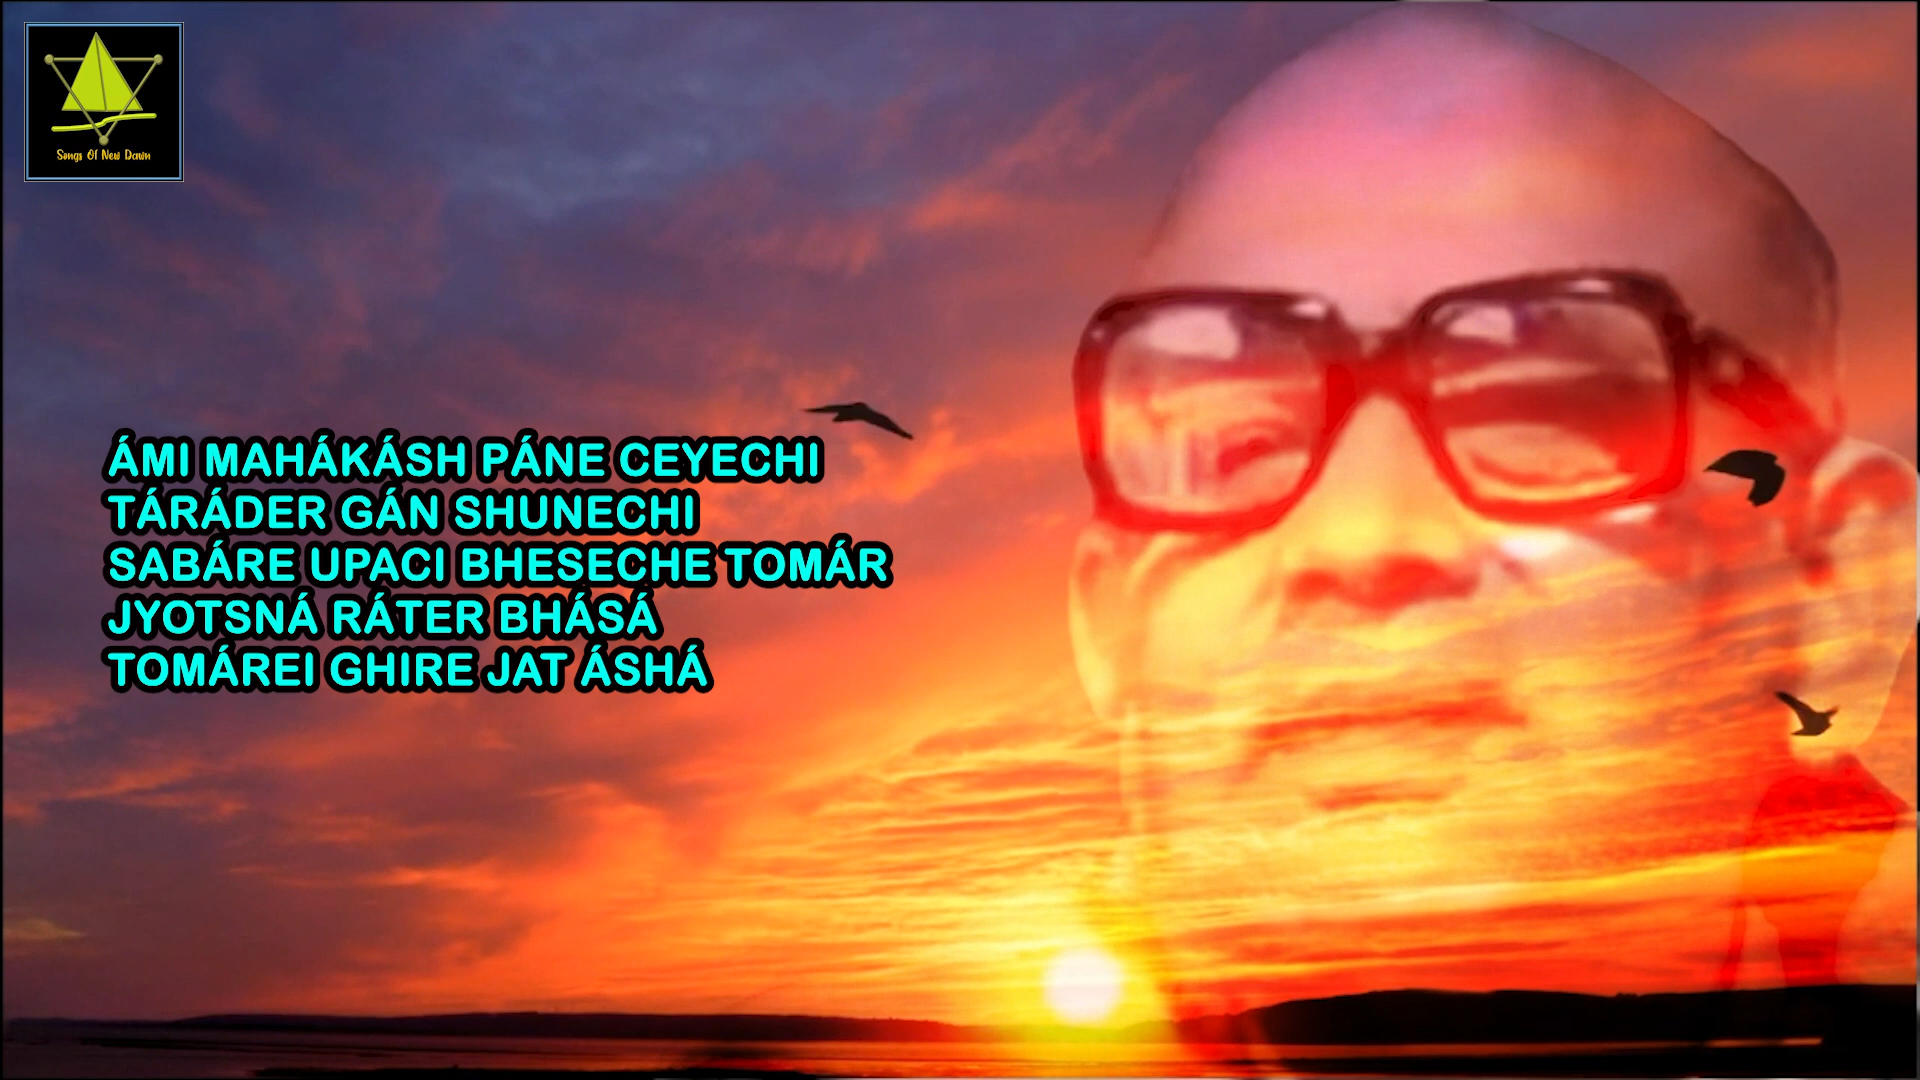 Songs Of New Dawn
ÁMI MAHÁKÁSH PÁNE CEYECHI
TÁRÁDER GÁN SHUNECHI
SABÁRE UPACI BHESECHE TOMÁR
JYOTSNÁ RÁTER BHÁSÁ
TOMÁREI GHIRE JAT ÁSHÁ